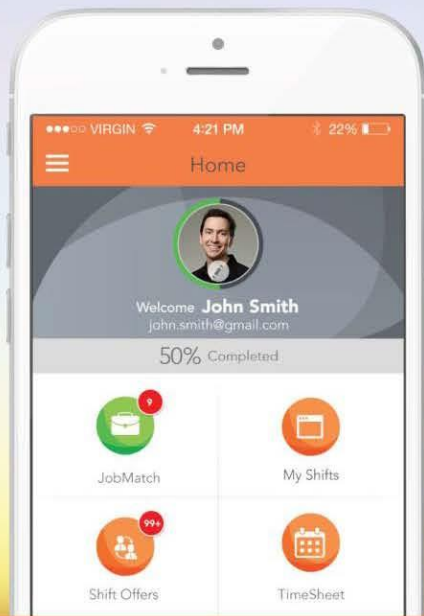 VIRGIN 4:21 PM 22%
Home
Welcome John Smith
john.smith@gmail.com
50% Completed
9
JobMatch
My Shifts
99+
Shift Offers
TimeSheet